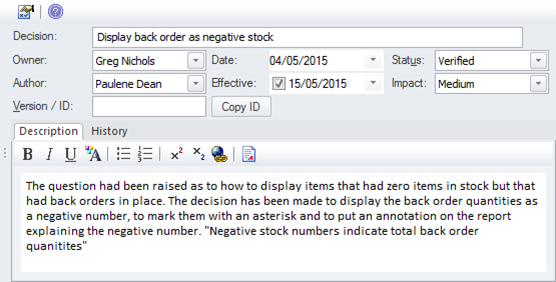 Decision: Display back order as negative stock
Owner: Greg Nichols Date: 04/05/2015 Status: Verified
Author: Paulene Dean Effective: 15/05/2015 Impact: Medium
Version / ID: Copy ID
Description History
B I U A x² x₂
The question had been raised as to how to display items that had zero items in stock but that
had back orders in place. The decision has been made to display the back order quantities as
a negative number, to mark them with an asterisk and to put an annotation on the report
explaining the negative number. "Negative stock numbers indicate total back order
quanitites"